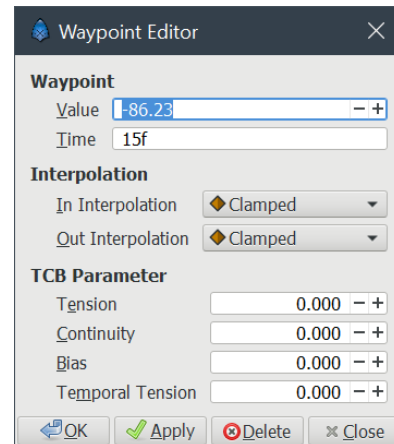 Waypoint Editor
Waypoint
Value -86.23
Time 15f
Interpolation
In Interpolation Clamped
Out Interpolation Clamped
TCB Parameter
Tension 0.000
Continuity 0.000
Bias 0.000
Temporal Tension 0.000
OK Apply Delete Close